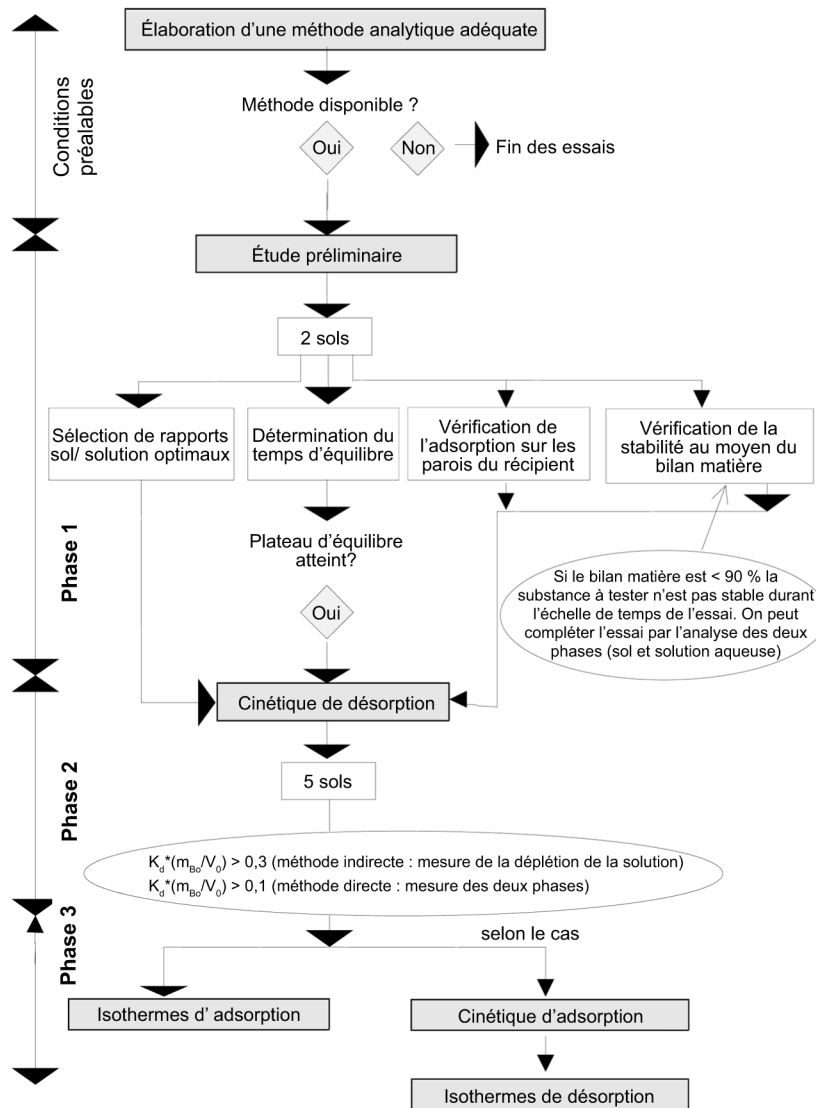 Élaboration d'une méthode analytique adéquate
Conditions
préalables
Méthode disponible ?
Oui
Non
Fin des essais
Étude préliminaire
2 sols
Sélection de rapports
sol/ solution optimaux
Détermination du
temps d'équilibre
Vérification de
l'adsorption sur les
parois du récipient
Vérification de la
stabilité au moyen du
bilan matière
Phase 1
Plateau d'équilibre
atteint?
Oui
Si le bilan matière est < 90 % la
substance à tester n'est pas stable durant
l'échelle de temps de l'essai. On peut
compléter l'essai par l'analyse des deux
phases (sol et solution aqueuse)
Cinétique de désorption
Phase 2
5 sols
Kd*(mBo/V0) > 0,3 (méthode indirecte : mesure de la déplétion de la solution)
Kd*(mBo/V0) > 0,1 (méthode directe : mesure des deux phases)
Phase 3
selon le cas
Isothermes d' adsorption
Cinétique d'adsorption
Isothermes de désorption